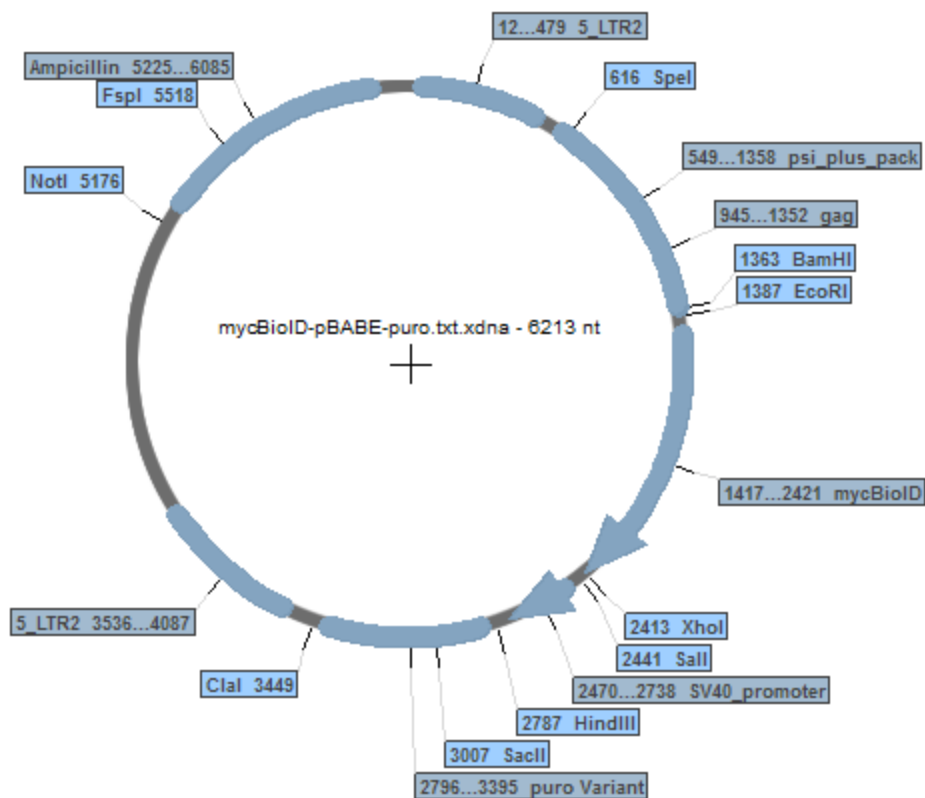 12...479 5_LTR2
Ampicillin 5225...6085
FspI 5518
616 SpeI
549...1358 psi_plus_pack
NotI 5176
945...1352 gag
1363 BamHI
1387 EcoRI
mycBioID-pBABE-puro.txt.xdna - 6213 nt
1417...2421 mycBioID
5_LTR2 3536...4087
2413 XhoI
2441 SalI
ClaI 3449
2470...2738 SV40_promoter
2787 HindIII
3007 SacII
2796...3395 puro Variant